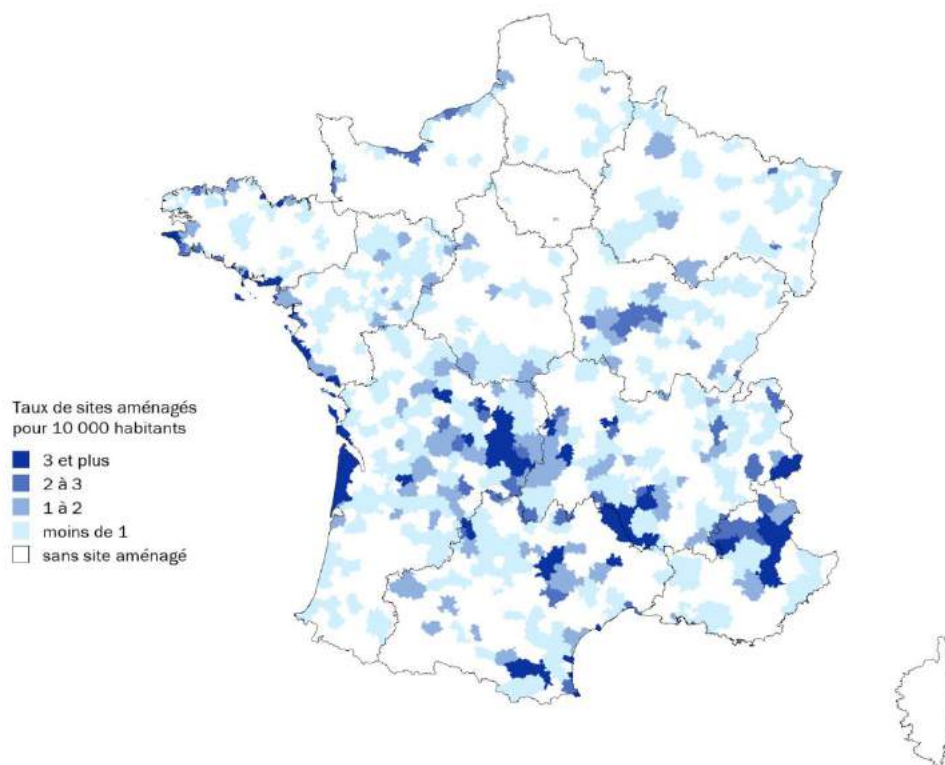 Taux de sites aménagés
pour 10 000 habitants
3 et plus
2 à 3
1 à 2
moins de 1
sans site aménagé